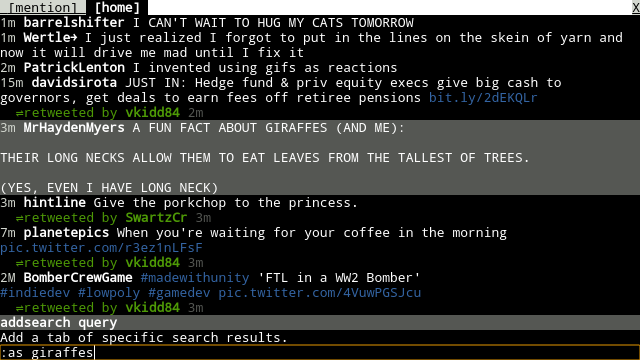 [mention] [home] X
1m barrelshifter I CAN'T WAIT TO HUG MY CATS TOMORROW
1m Wertle→ I just realized I forgot to put in the lines on the skein of yarn and
now it will drive me mad until I fix it
2m PatrickLenton I invented using gifs as reactions
15m davidsirota JUST IN: Hedge fund & priv equity execs give big cash to
governors, get deals to earn fees off retiree pensions bit.ly/2dEKQLr
⇌retweeted by vkidd84 2m
3m MrHaydenMyers A FUN FACT ABOUT GIRAFFES (AND ME):
THEIR LONG NECKS ALLOW THEM TO EAT LEAVES FROM THE TALLEST OF TREES.
(YES, EVEN I HAVE LONG NECK)
3m hintline Give the porkchop to the princess.
⇌retweeted by SwartzCr 3m
7m planetepics When you're waiting for your coffee in the morning
pic.twitter.com/r3ez1nLFsF
⇌retweeted by vkidd84 3m
2M BomberCrewGame #madewithunity 'FTL in a WW2 Bomber'
#indiedev #lowpoly #gamedev pic.twitter.com/4VuwPGSJcu
⇌retweeted by vkidd84 3m
addsearch query
Add a tab of specific search results.
:as giraffes